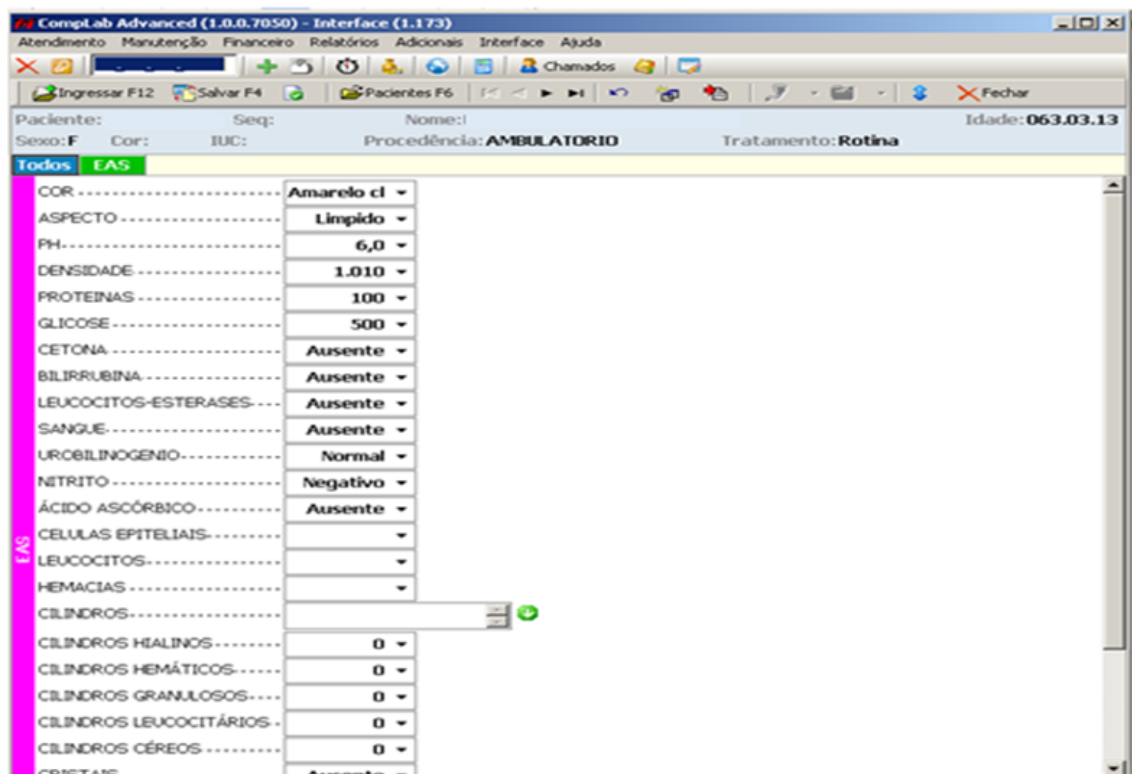 CompLab Advanced (1.0.0.7050) - Interface (1.173)
Atendimento Manutenção Financeiro Relatórios Adicionais Interface Ajuda
Chamados
Ingressar F12 Salvar F4 Pacientes F6 Fechar
Paciente: Seq: Nome: Idade: 063.03.13
Sexo: F Cor: IUC: Procedência: AMBULATORIO Tratamento: Rotina
Todos EAS
COR Amarelo cl
ASPECTO Limpido
PH 6,0
DENSIDADE 1.010
PROTEINAS 100
GLICOSE 500
CETONA Ausente
BILIRRUBINA Ausente
LEUCOCITOS-ESTERASES Ausente
SANGUE Ausente
UROBILINOGENIO Normal
NITRITO Negativo
ÁCIDO ASCÓRBICO Ausente
CELULAS EPITELIAIS
EAS
LEUCOCITOS
HEMACIAS
CILINDROS
CILINDROS HIALINOS 0
CILINDROS HEMÁTICOS 0
CILINDROS GRANULOSOS 0
CILINDROS LEUCOCITÁRIOS 0
CILINDROS CÉREOS 0
CRISTAIS Ausente